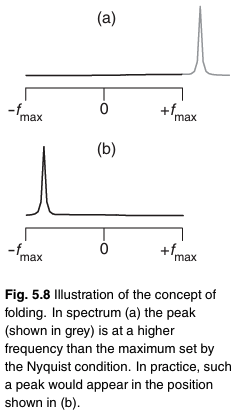 (a)
–fmax 0 +fmax
(b)
–fmax 0 +fmax
Fig. 5.8 Illustration of the concept of
folding. In spectrum (a) the peak
(shown in grey) is at a higher
frequency than the maximum set by
the Nyquist condition. In practice, such
a peak would appear in the position
shown in (b).